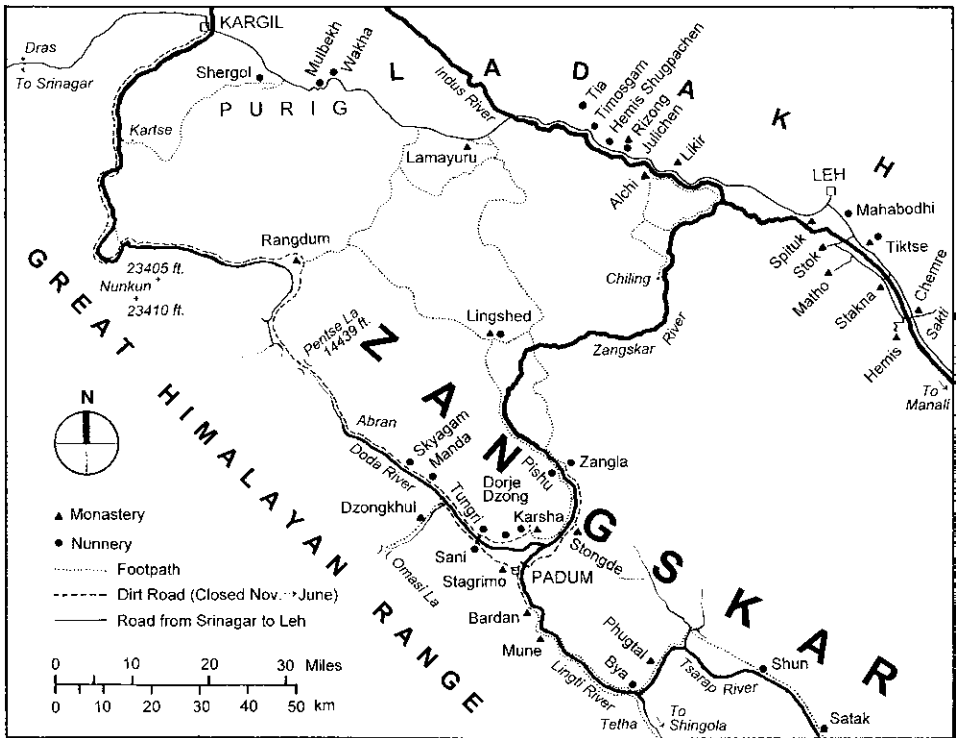 KARGIL
Dras
To Srinagar
Shergol
Mulbekh
Wakha
PURIG
LADAKH
Indus River
Tia
Timosgam
Hemis Shugpachen
Rizong
Julichen
Likir
Kartse
Lamayuru
Alchi
LEH
Mahabodhi
Spituk
Tiktse
Stok
Matho
Chemre
Stakna
Sakti
Hemis
To
Manali
Rangdum
23405 ft.
Nunkun
23410 ft.
Chiling
Pentse La
14439 ft.
Lingshed
Zangskar
River
GREAT HIMALAYAN RANGE
ZANGSKAR
N
Abran
Skyagam
Manda
Doda River
Pishu
Zangla
Dorje
Dzong
Tungri
Karsha
Dzongkhul
Stongde
Sani
Omasi La
Stagrimo
PADUM
Bardan
Mune
Phugtal
Bya
Shun
Tsarap
River
Lingti River
Tetha
To
Shingola
Satak
Monastery
Nunnery
Footpath
Dirt Road (Closed Nov. → June)
Road from Srinagar to Leh
0 10 20 30 Miles
0 10 20 30 40 50 km